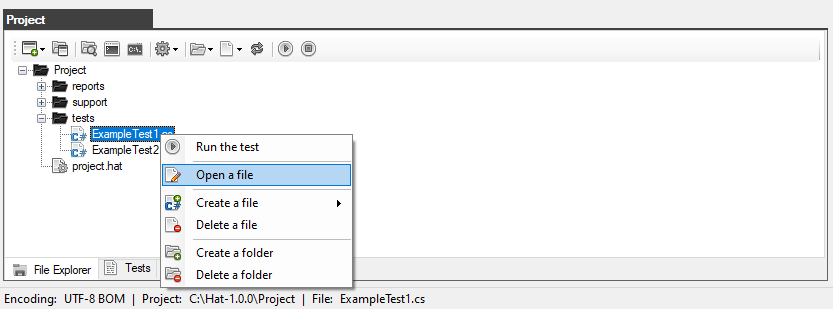 Project
Project
reports
support
tests
ExampleTest1.cs
ExampleTest2
project.hat
Run the test
Open a file
Create a file
Delete a file
Create a folder
Delete a folder
File Explorer
Tests
Encoding: UTF-8 BOM | Project: C:\Hat-1.0.0\Project | File: ExampleTest1.cs